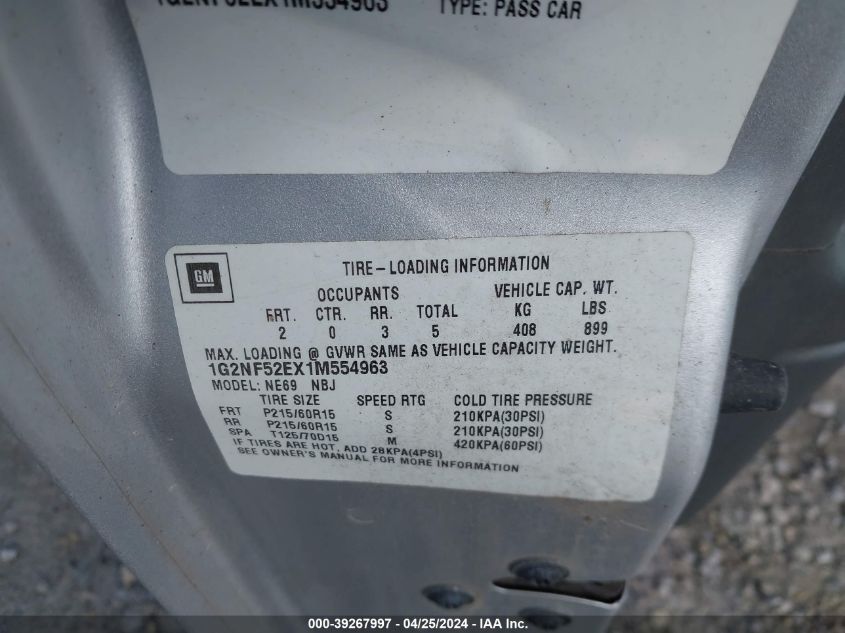 1G2NF52EX1M554963 TYPE: PASS CAR
GM TIRE-LOADING INFORMATION
OCCUPANTS VEHICLE CAP. WT.
FRT. CTR. RR. TOTAL KG LBS
2 0 3 5 408 899
MAX. LOADING @ GVWR SAME AS VEHICLE CAPACITY WEIGHT.
1G2NF52EX1M554963
MODEL: NE69 NBJ
TIRE SIZE SPEED RTG COLD TIRE PRESSURE
FRT P215/60R15 S 210KPA(30PSI)
RR P215/60R15 S 210KPA(30PSI)
SPA T125/70D15 M 420KPA(60PSI)
IF TIRES ARE HOT, ADD 28KPA(4PSI)
SEE OWNER'S MANUAL FOR MORE INFORMATION
000-39267997 - 04/25/2024 - IAA Inc.